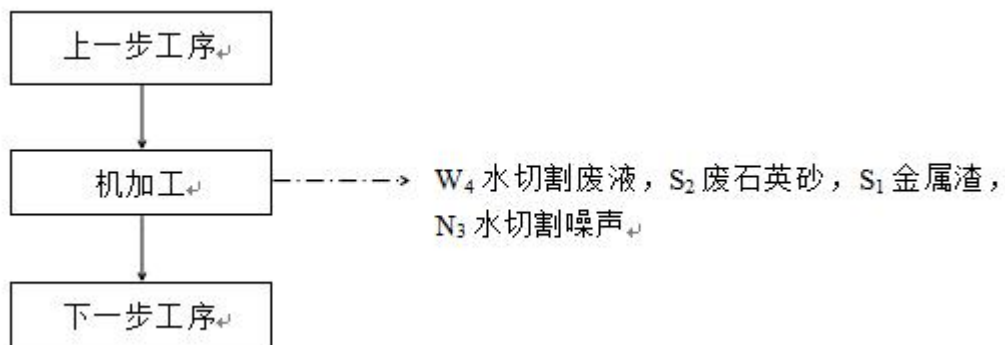 上一步工序
机加工
W₄ 水切割废液，S₂ 废石英砂，S₁ 金属渣，
N₃ 水切割噪声
下一步工序